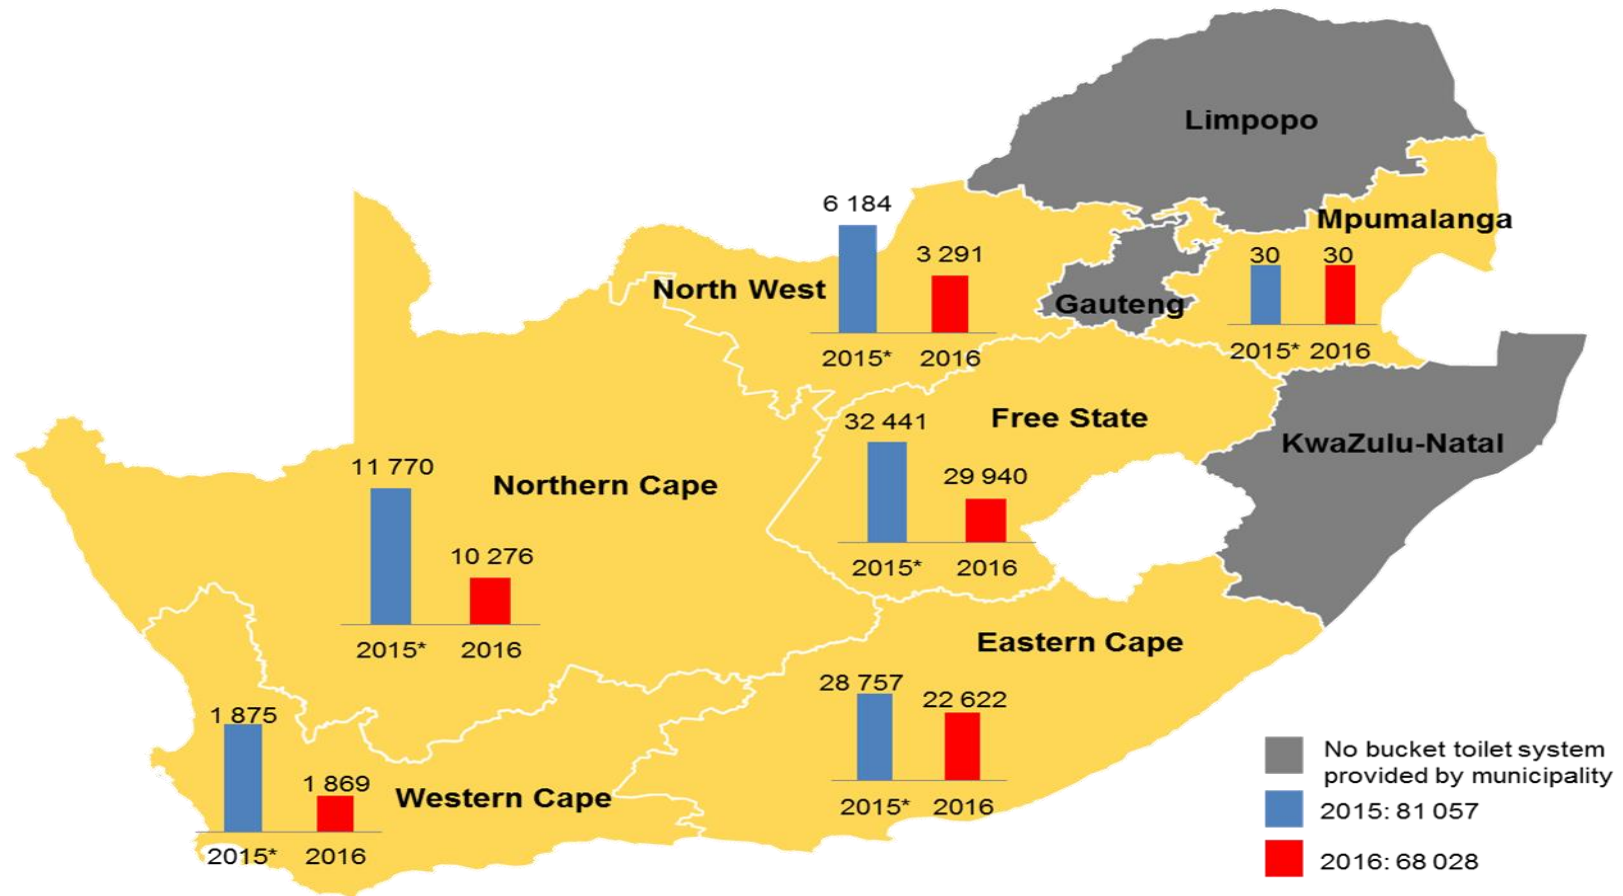 Limpopo
Mpumalanga
30 30
2015* 2016
Gauteng
6 184
3 291
North West
2015* 2016
Free State
32 441
29 940
2015* 2016
KwaZulu-Natal
11 770
10 276
Northern Cape
2015* 2016
Eastern Cape
28 757
22 622
2015* 2016
1 875
1 869
Western Cape
2015* 2016
No bucket toilet system
provided by municipality
2015: 81 057
2016: 68 028